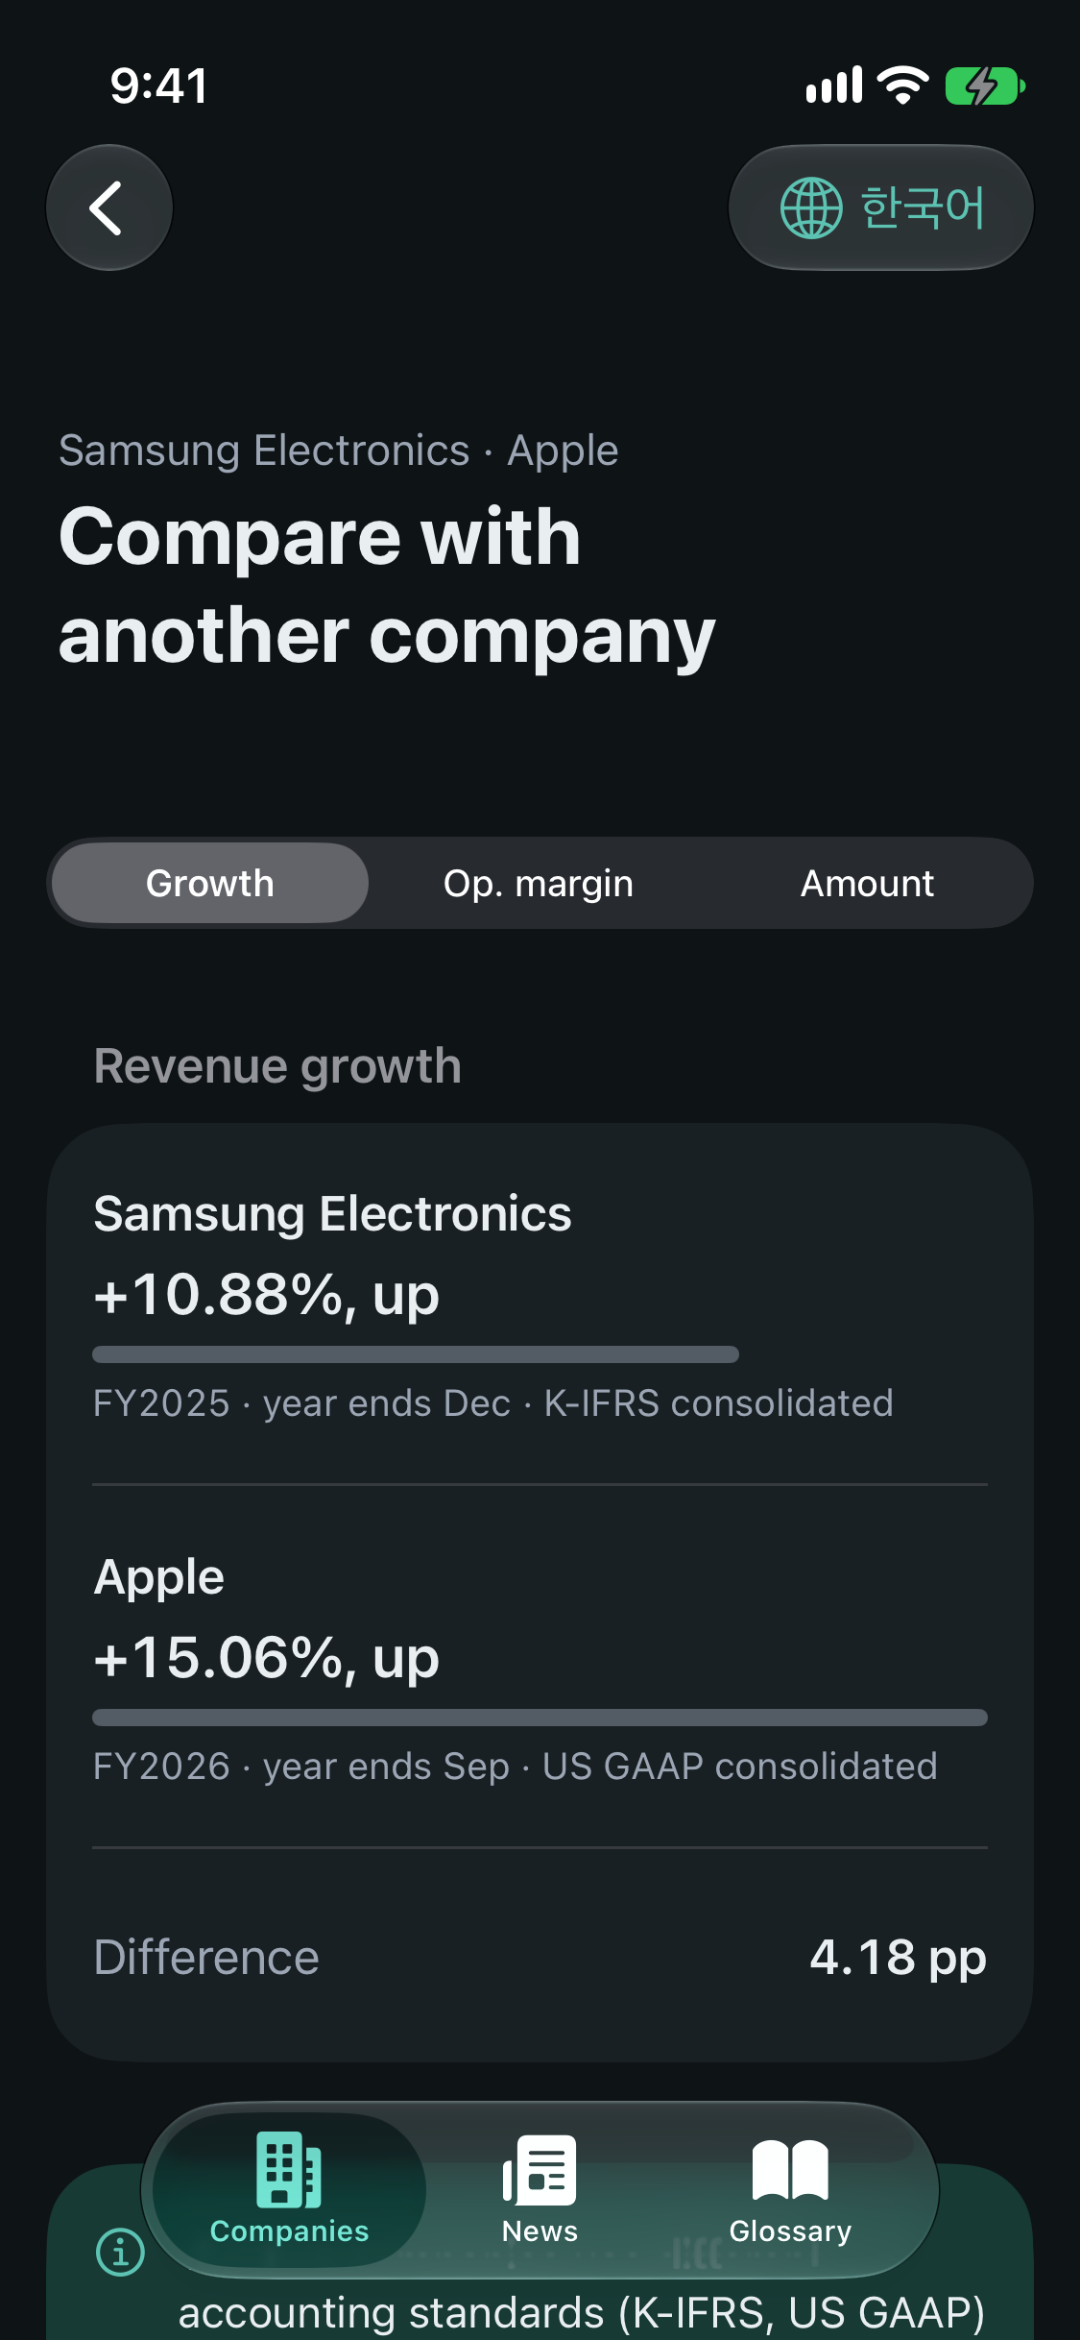 9:41
한국어
Samsung Electronics · Apple
Compare with
another company
Growth
Op. margin
Amount
Revenue growth
Samsung Electronics
+10.88%, up
FY2025 · year ends Dec · K-IFRS consolidated
Apple
+15.06%, up
FY2026 · year ends Sep · US GAAP consolidated
Difference
4.18 pp
Companies
News
Glossary
accounting standards (K-IFRS, US GAAP)